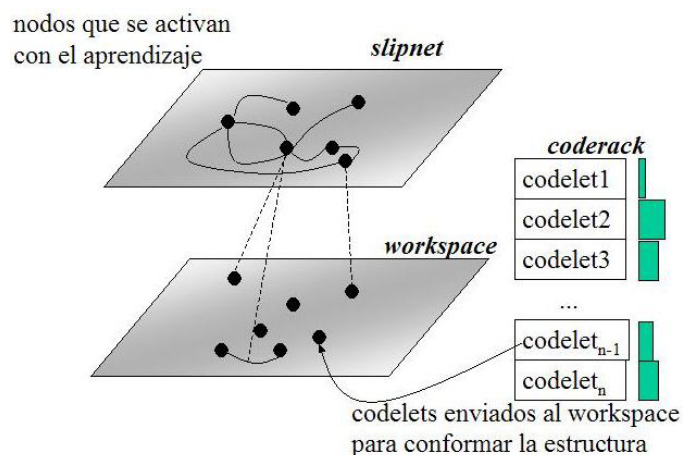 nodos que se activan
con el aprendizaje
slipnet
coderack
codelet1
codelet2
codelet3
...
codeletn-1
codeletn
workspace
codelets enviados al workspace
para conformar la estructura